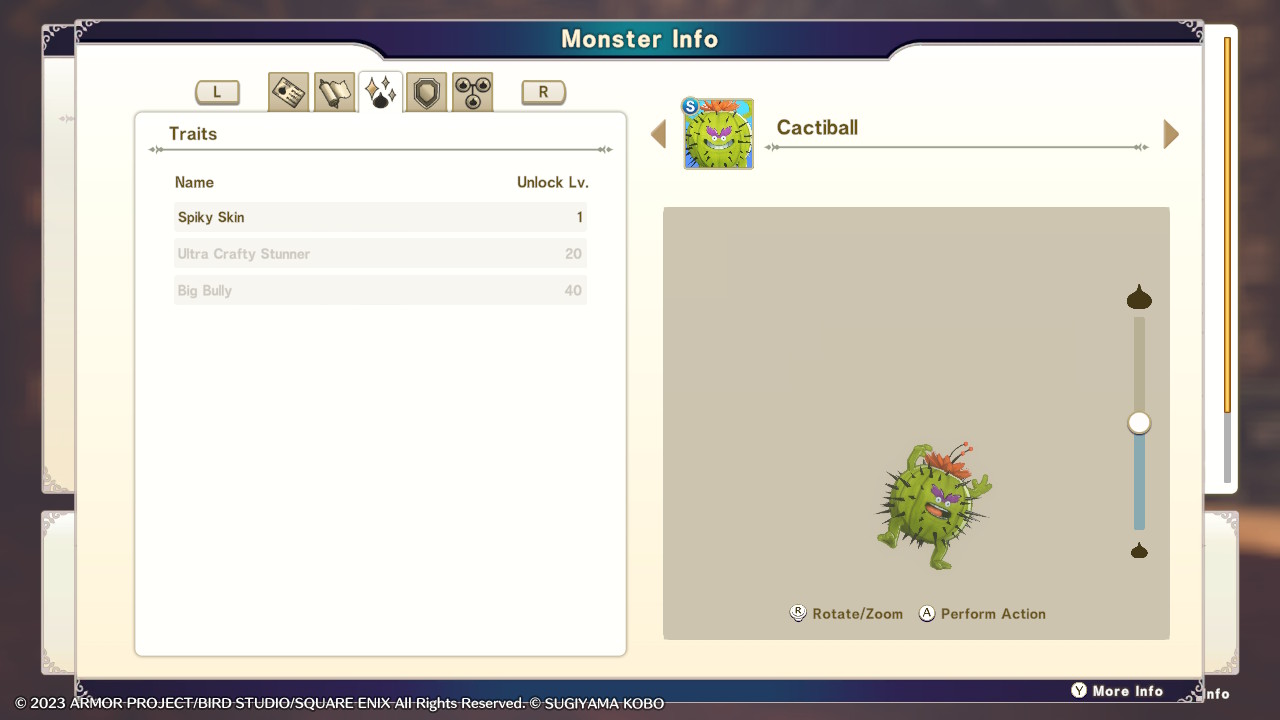 Monster Info
L
R
Traits
Name Unlock Lv.
Spiky Skin 1
Ultra Crafty Stunner 20
Big Bully 40
S
Cactiball
R Rotate/Zoom A Perform Action
Y More Info
nfo
© 2023 ARMOR PROJECT/BIRD STUDIO/SQUARE ENIX All Rights Reserved. © SUGIYAMA KOBO